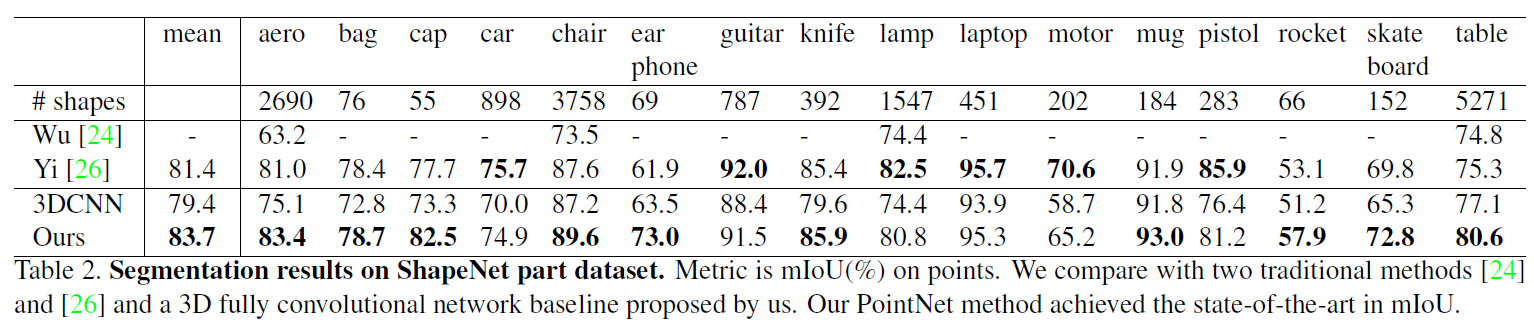 mean aero bag cap car chair ear guitar knife lamp laptop motor mug pistol rocket skate table
phone board
# shapes 2690 76 55 898 3758 69 787 392 1547 451 202 184 283 66 152 5271
Wu [24] - 63.2 - - - 73.5 - - - 74.4 - - - - - - 74.8
Yi [26] 81.4 81.0 78.4 77.7 75.7 87.6 61.9 92.0 85.4 82.5 95.7 70.6 91.9 85.9 53.1 69.8 75.3
3DCNN 79.4 75.1 72.8 73.3 70.0 87.2 63.5 88.4 79.6 74.4 93.9 58.7 91.8 76.4 51.2 65.3 77.1
Ours 83.7 83.4 78.7 82.5 74.9 89.6 73.0 91.5 85.9 80.8 95.3 65.2 93.0 81.2 57.9 72.8 80.6
Table 2. Segmentation results on ShapeNet part dataset. Metric is mIoU(%) on points. We compare with two traditional methods [24]
and [26] and a 3D fully convolutional network baseline proposed by us. Our PointNet method achieved the state-of-the-art in mIoU.